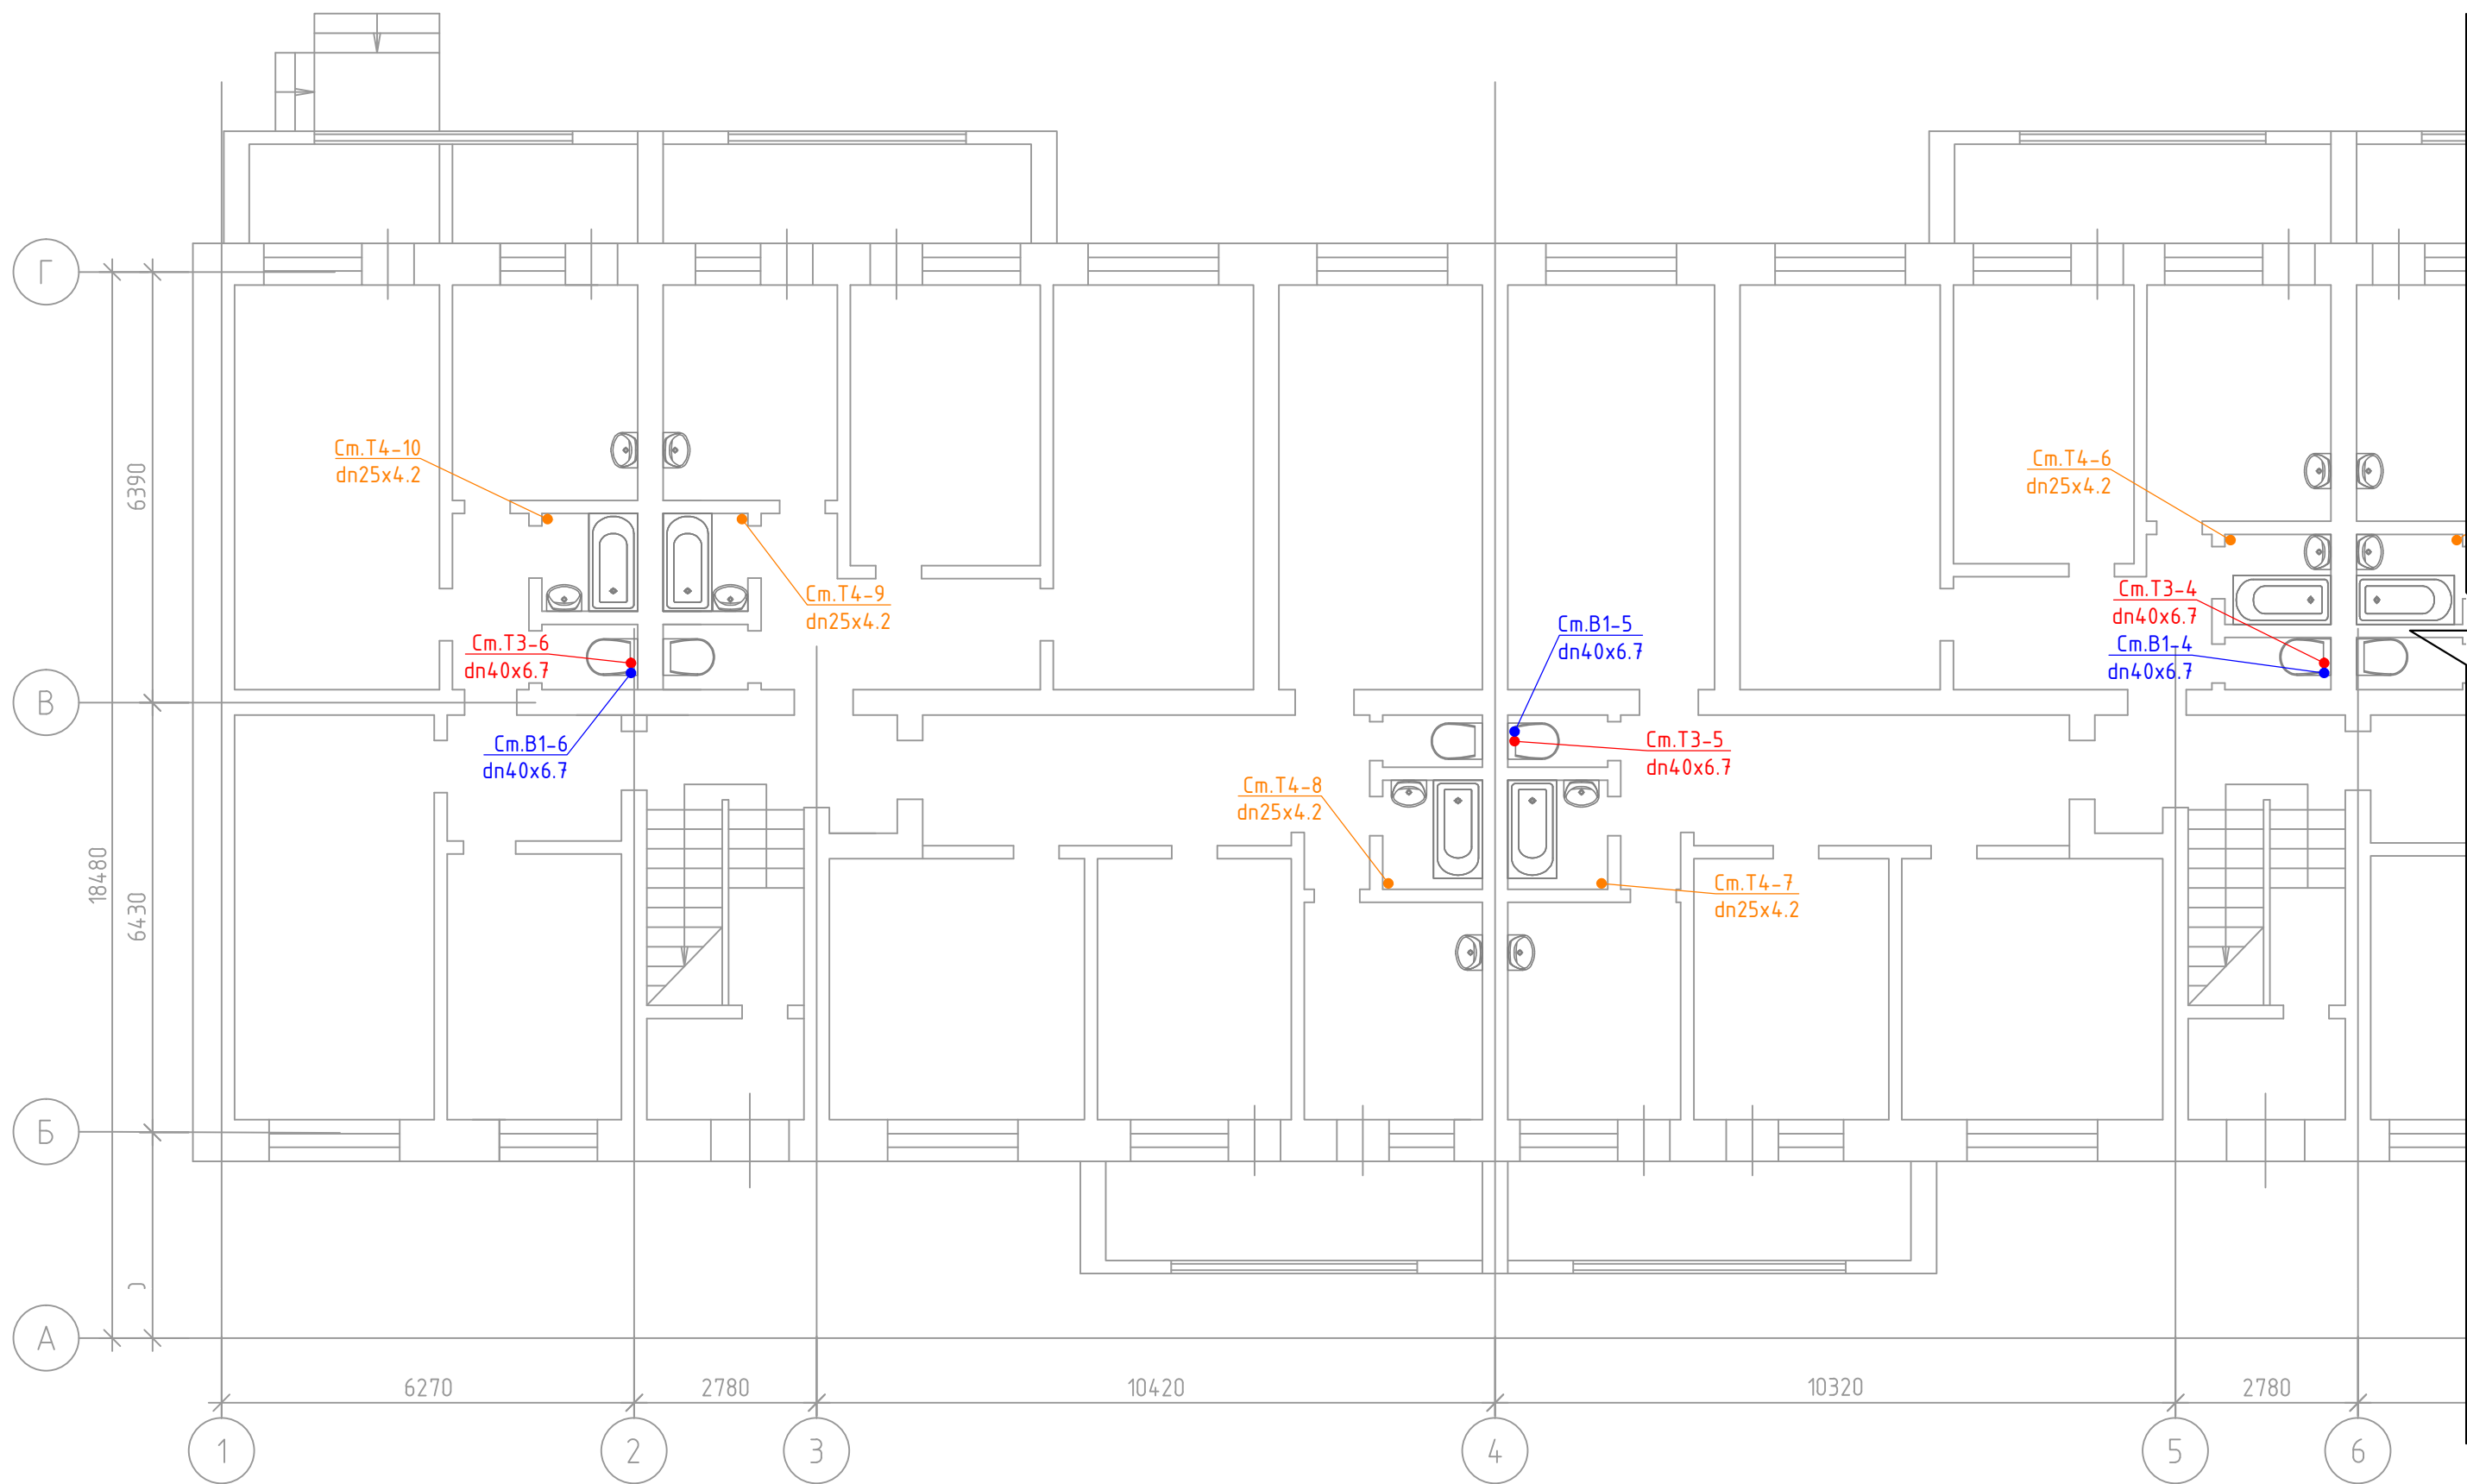 Г
Ст.Т4-10
dn25x4.2
Ст.Т4-6
dn25x4.2
6390
Ст.Т4-9
dn25x4.2
Ст.Т3-4
dn40x6.7
Ст.В1-5
dn40x6.7
Ст.Т3-6
dn40x6.7
Ст.В1-4
dn40x6.7
В
Ст.В1-6
dn40x6.7
Ст.Т3-5
dn40x6.7
Ст.Т4-8
dn25x4.2
18480
6430
Ст.Т4-7
dn25x4.2
Б
А
6270
2780
10420
10320
2780
1
2
3
4
5
6